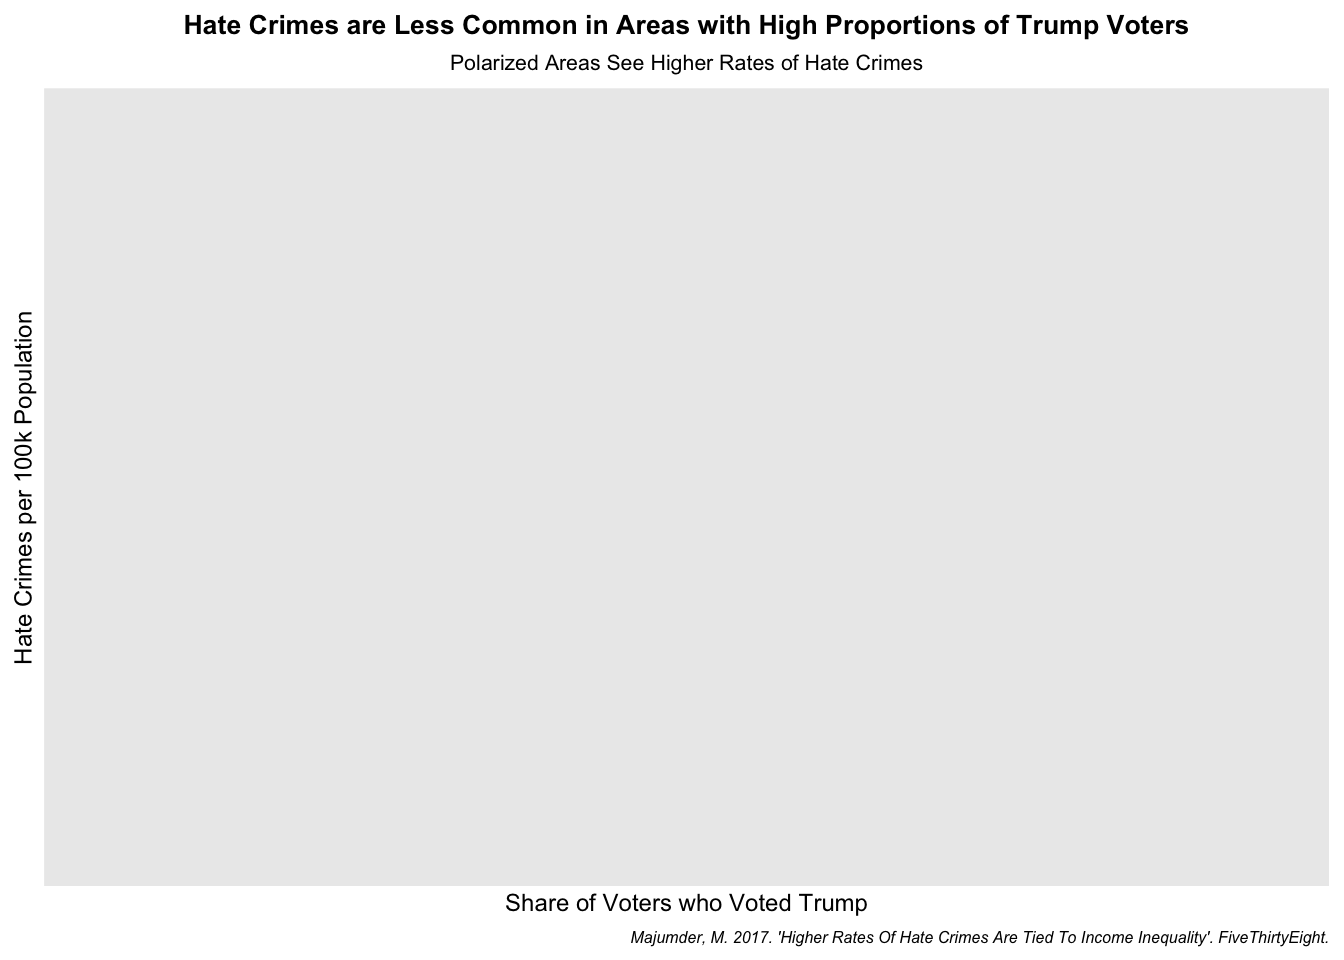 Hate Crimes are Less Common in Areas with High Proportions of Trump Voters
Polarized Areas See Higher Rates of Hate Crimes
Hate Crimes per 100k Population
Share of Voters who Voted Trump
Majumder, M. 2017. 'Higher Rates Of Hate Crimes Are Tied To Income Inequality'. FiveThirtyEight.